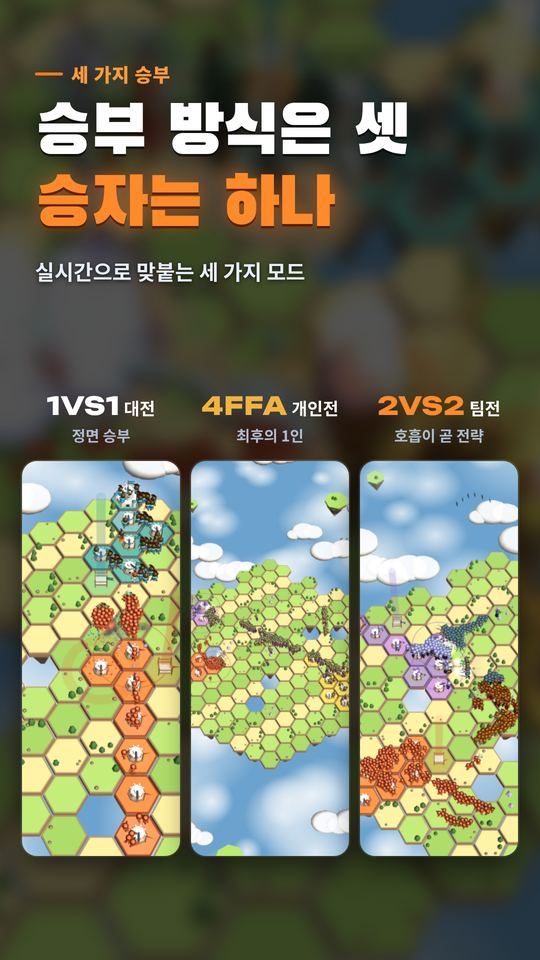 세 가지 승부
승부 방식은 셋
승자는 하나
실시간으로 맞붙는 세 가지 모드
1VS1 대전
정면 승부
4FFA 개인전
최후의 1인
2VS2 팀전
호흡이 곧 전략